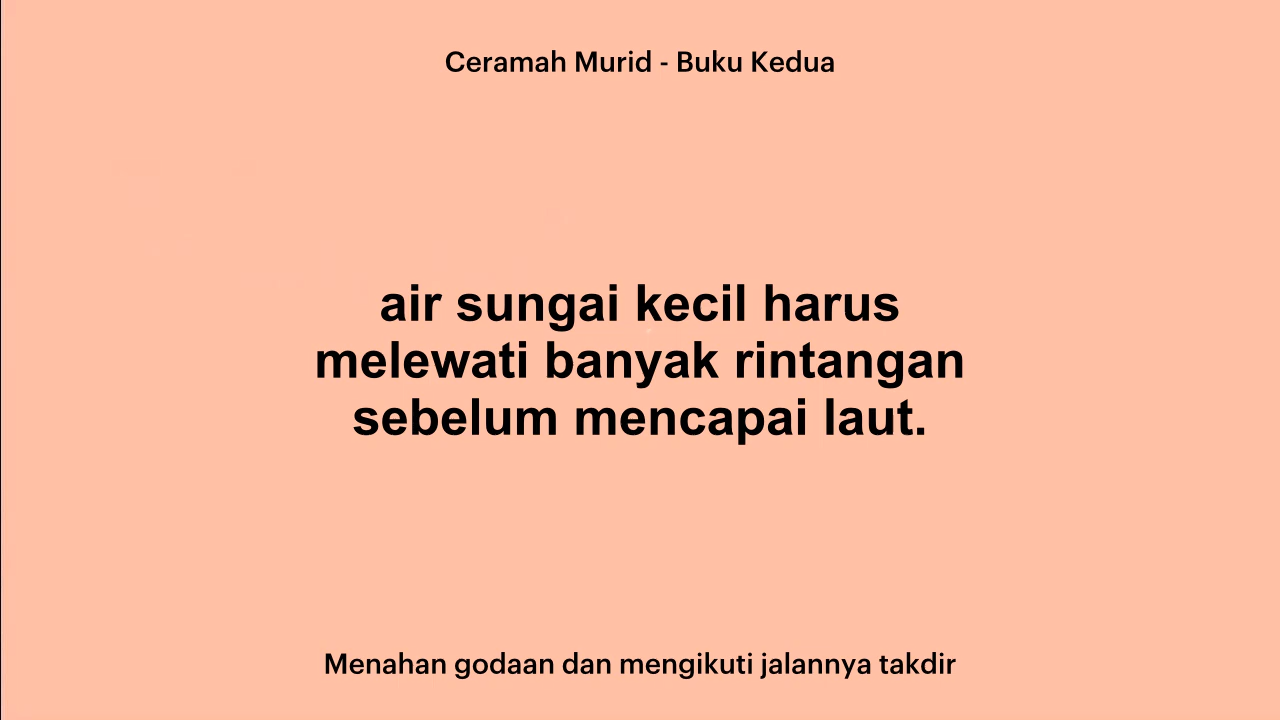 Ceramah Murid - Buku Kedua
air sungai kecil harus
melewati banyak rintangan
sebelum mencapai laut.
Menahan godaan dan mengikuti jalannya takdir